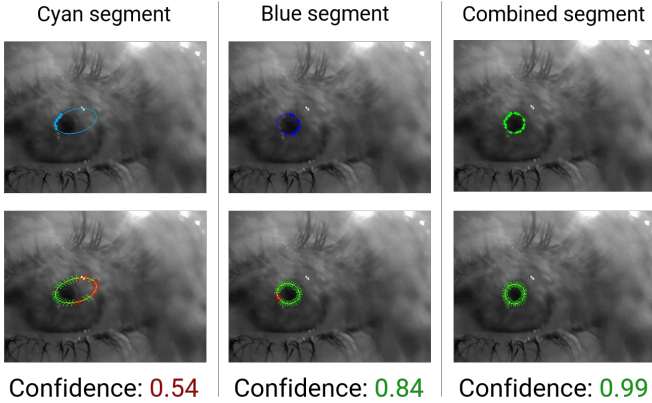 Cyan segment
Blue segment
Combined segment
Confidence: 0.54
Confidence: 0.84
Confidence: 0.99